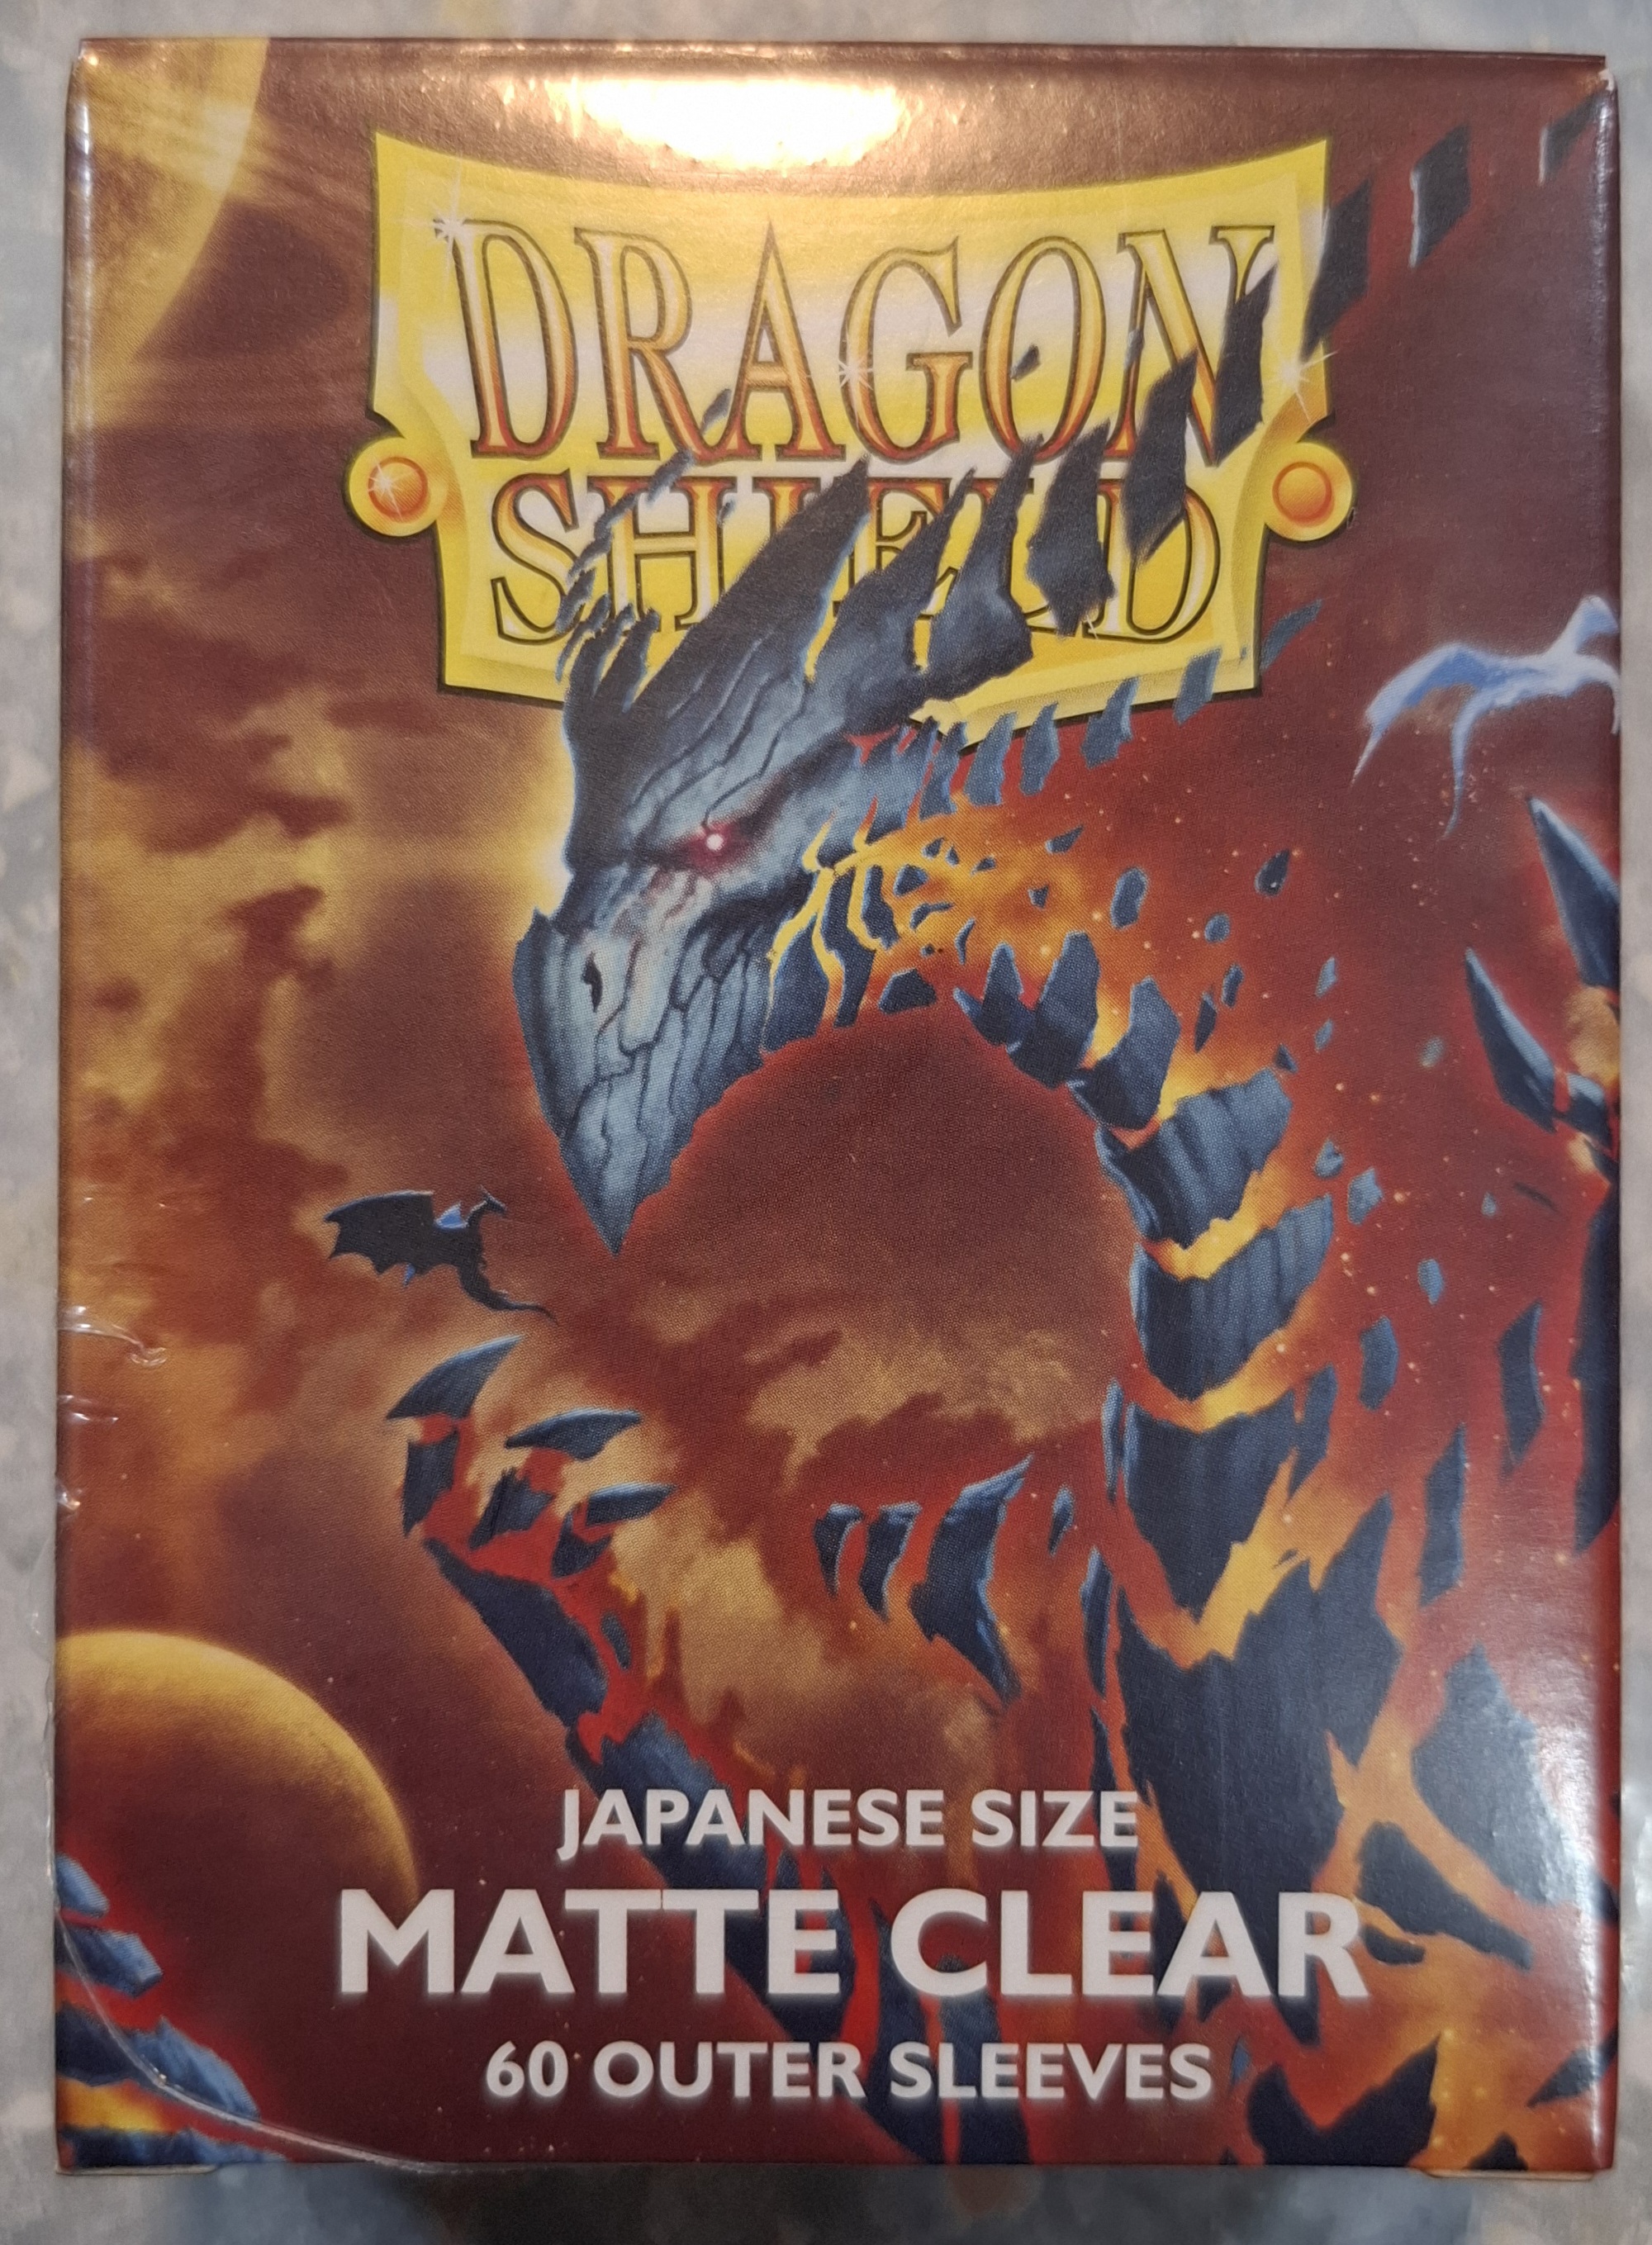 DRAGON
SHIELD
JAPANESE SIZE
MATTE CLEAR
60 OUTER SLEEVES